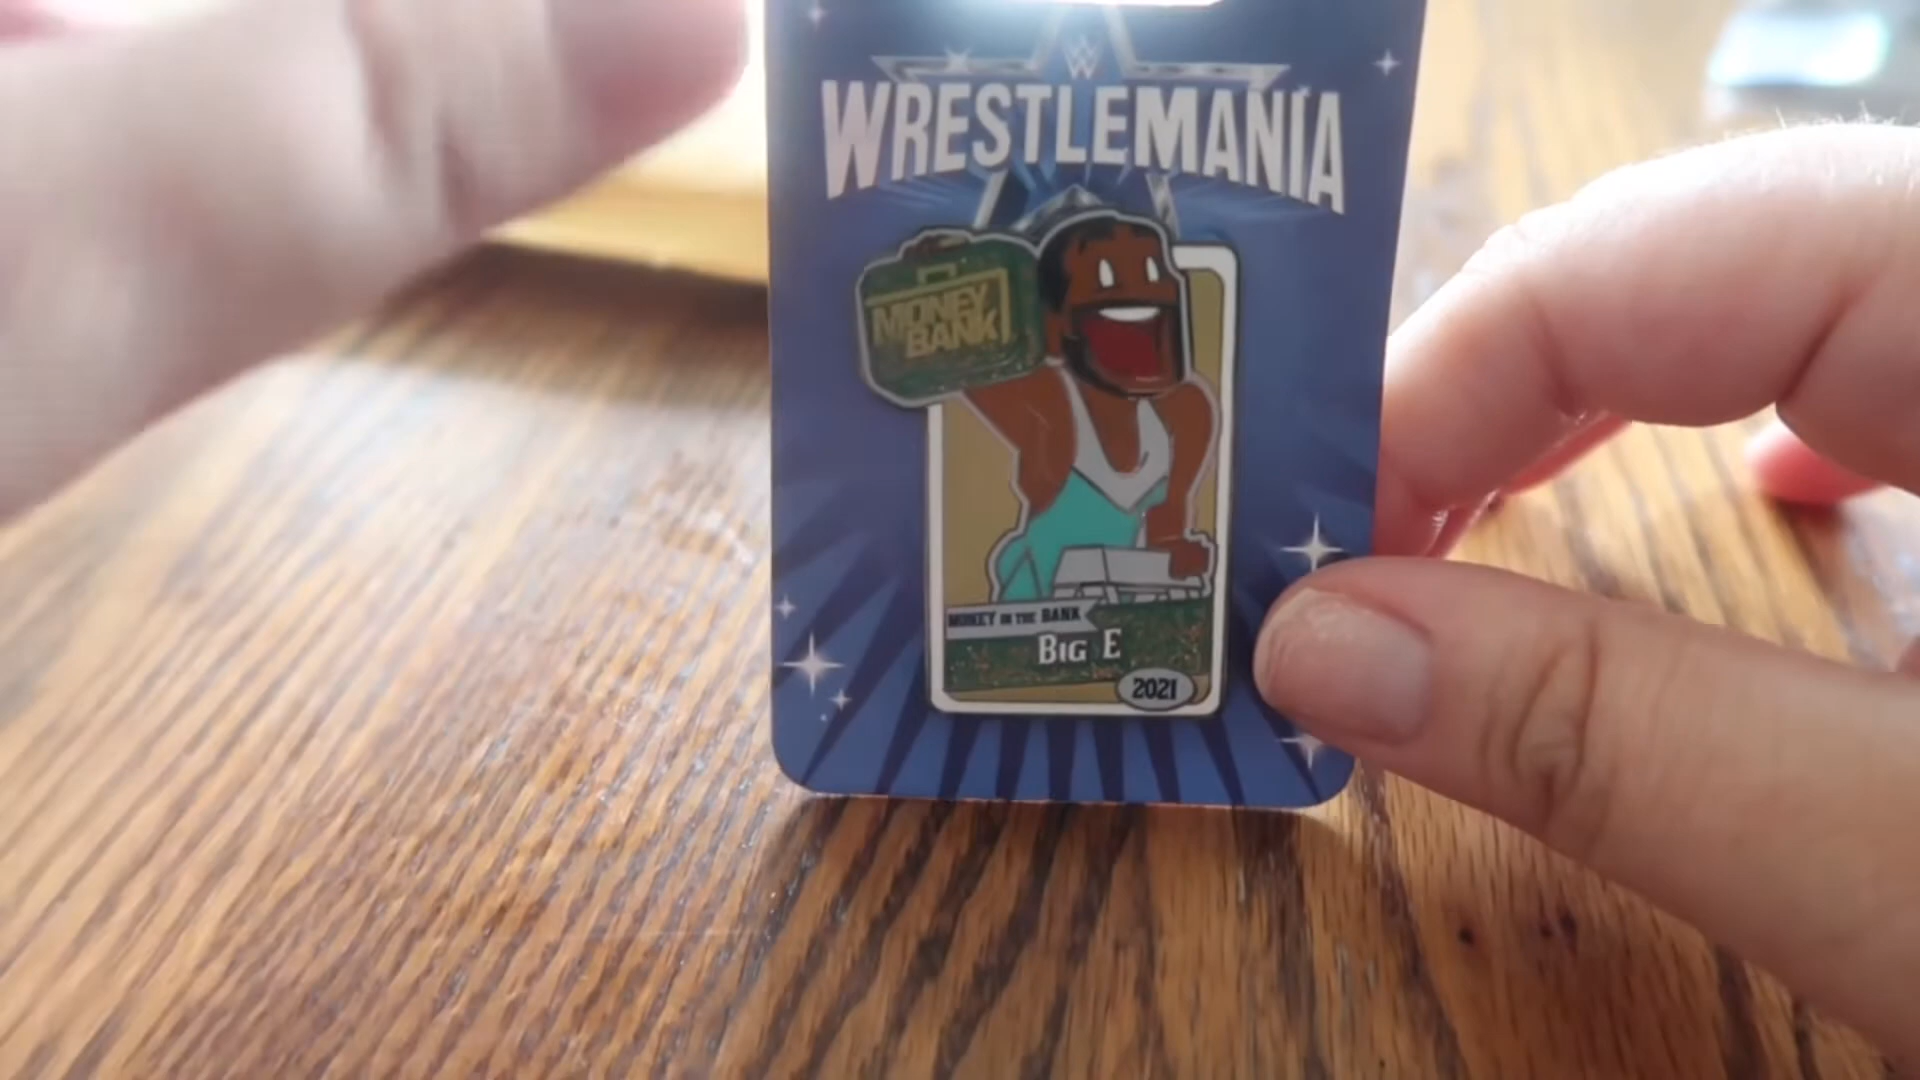 W
WRESTLEMANIA
MONEY
BANK
MONEY IN THE BANK
BIG E
2021